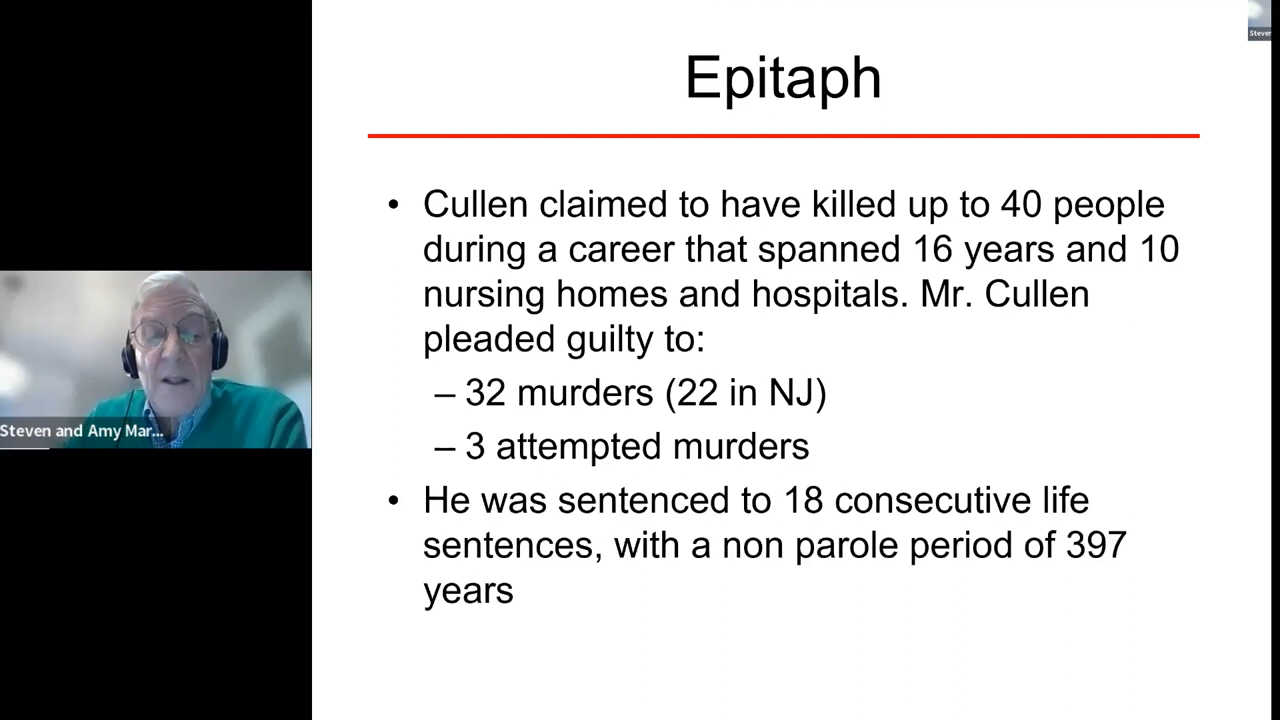 Epitaph
• Cullen claimed to have killed up to 40 people
during a career that spanned 16 years and 10
nursing homes and hospitals. Mr. Cullen
pleaded guilty to:
– 32 murders (22 in NJ)
– 3 attempted murders
• He was sentenced to 18 consecutive life
sentences, with a non parole period of 397
years
Steven and Amy Mar...
Steven